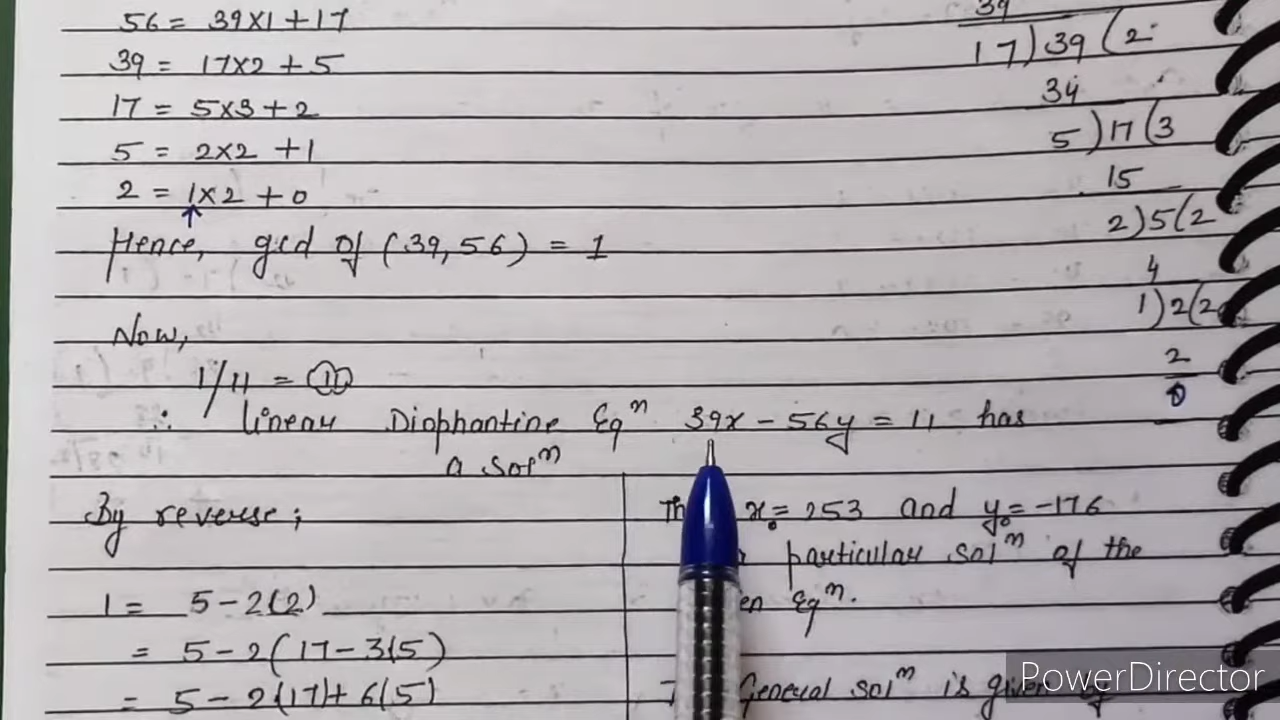 56 = 39x1 + 17
39 = 17x2 + 5
17 = 5x3 + 2
5 = 2x2 + 1
2 = 1x2 + 0
Hence, gcd of (39, 56) = 1
39
17 ) 39 ( 2
34
5 ) 17 ( 3
15
2 ) 5 ( 2
4
1 ) 2 ( 2
2
0
Now,
1/11 = 11
∴ Linear Diophantine Eqⁿ 39x - 56y = 11 has
a solⁿ
By reverse;
1 = 5 - 2(2)
= 5 - 2(17 - 3(5)
= 5 - 2(17) + 6(5)
x₀ = 253 and y₀ = -176
particular solⁿ of the
Eqⁿ.
General solⁿ is given
PowerDirector